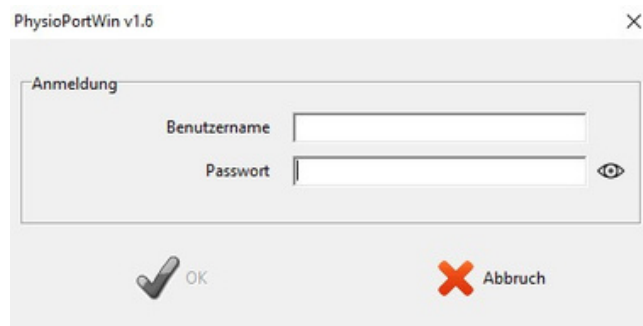 PhysioPortWin v1.6
Anmeldung
Benutzername
Passwort
OK
Abbruch